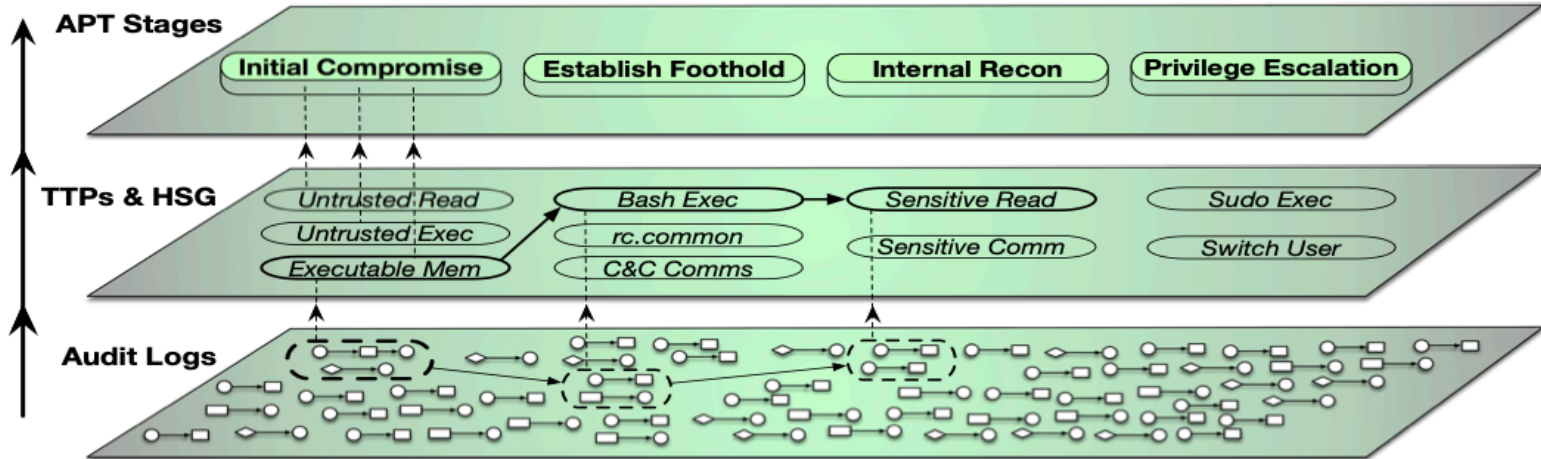 APT Stages
Initial Compromise
Establish Foothold
Internal Recon
Privilege Escalation
TTPs & HSG
Untrusted Read
Bash Exec
Sensitive Read
Sudo Exec
Untrusted Exec
rc.common
Sensitive Comm
Switch User
Executable Mem
C&C Comms
Audit Logs